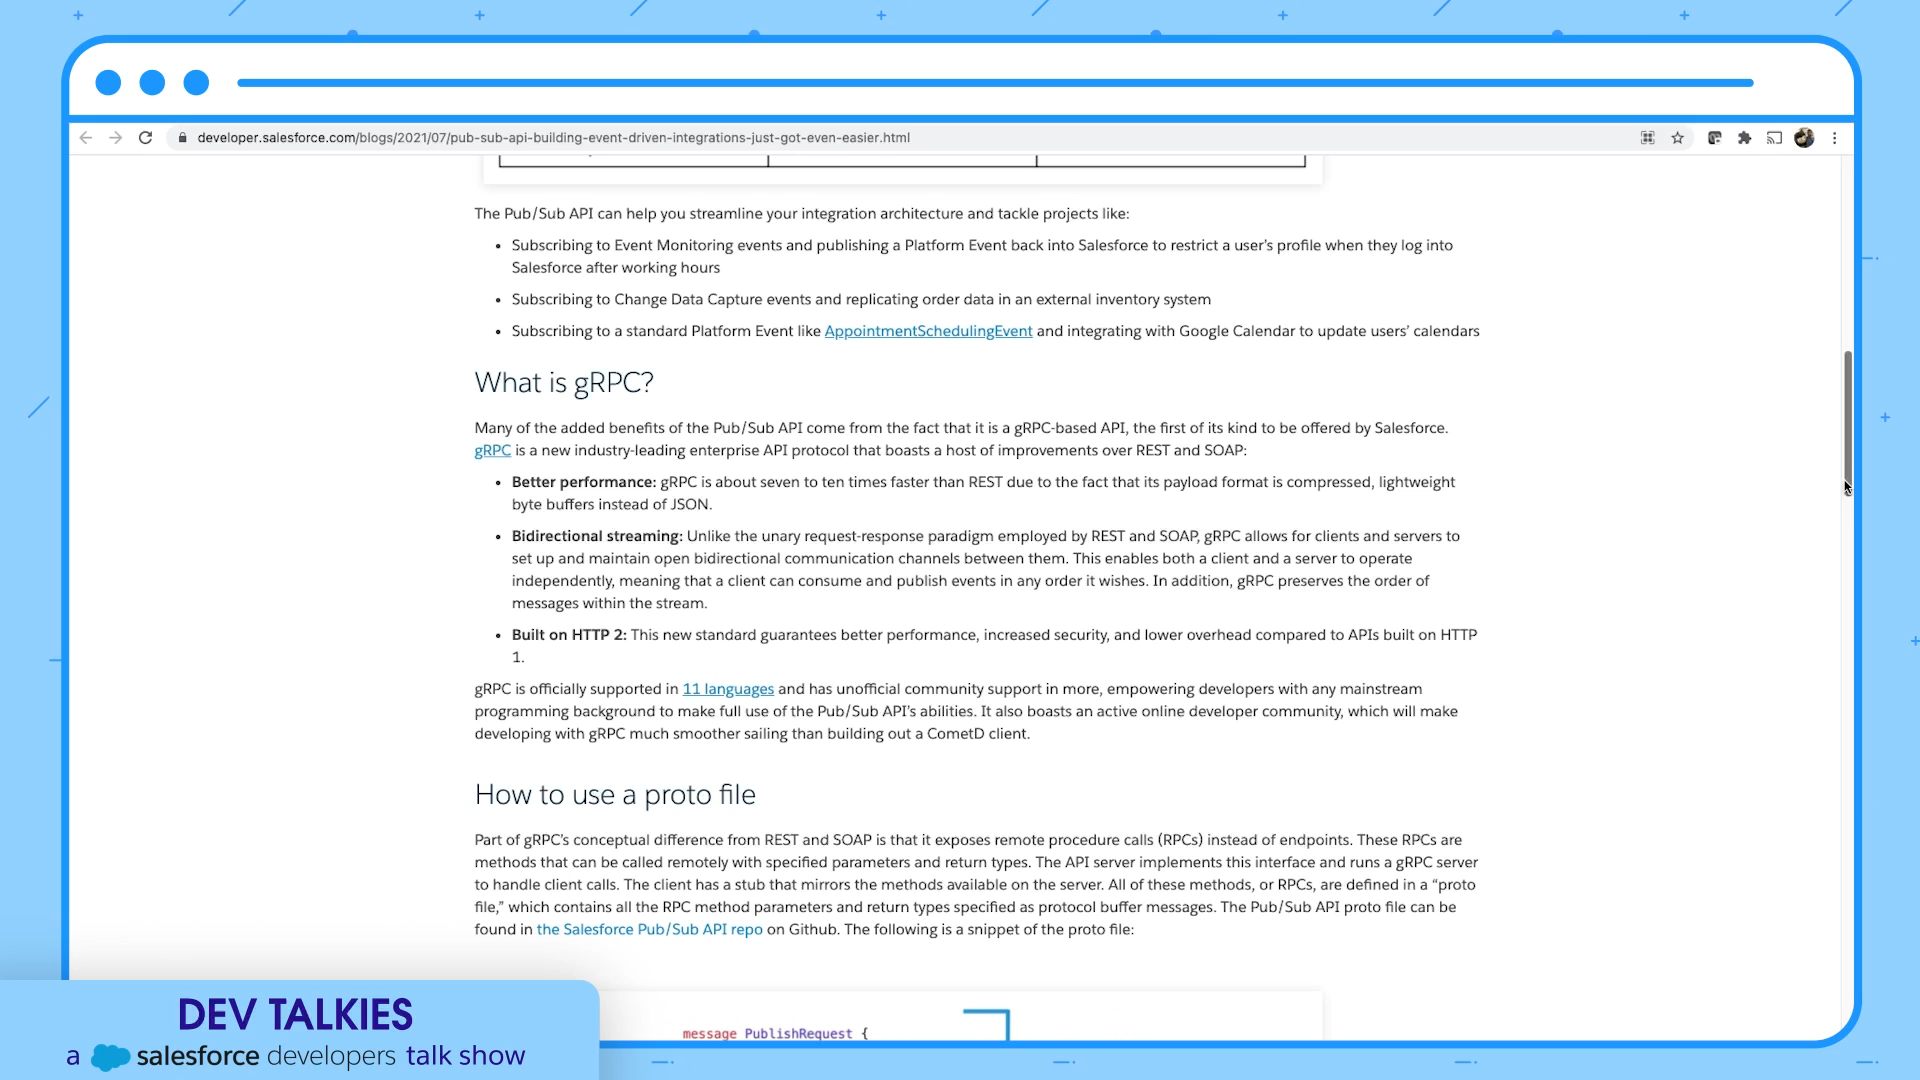 developer.salesforce.com/blogs/2021/07/pub-sub-api-building-event-driven-integrations-just-got-even-easier.html
The Pub/Sub API can help you streamline your integration architecture and tackle projects like:
• Subscribing to Event Monitoring events and publishing a Platform Event back into Salesforce to restrict a user’s profile when they log into
Salesforce after working hours
• Subscribing to Change Data Capture events and replicating order data in an external inventory system
• Subscribing to a standard Platform Event like AppointmentSchedulingEvent and integrating with Google Calendar to update users’ calendars
What is gRPC?
Many of the added benefits of the Pub/Sub API come from the fact that it is a gRPC-based API, the first of its kind to be offered by Salesforce.
gRPC is a new industry-leading enterprise API protocol that boasts a host of improvements over REST and SOAP:
• Better performance: gRPC is about seven to ten times faster than REST due to the fact that its payload format is compressed, lightweight
byte buffers instead of JSON.
• Bidirectional streaming: Unlike the unary request-response paradigm employed by REST and SOAP, gRPC allows for clients and servers to
set up and maintain open bidirectional communication channels between them. This enables both a client and a server to operate
independently, meaning that a client can consume and publish events in any order it wishes. In addition, gRPC preserves the order of
messages within the stream.
• Built on HTTP 2: This new standard guarantees better performance, increased security, and lower overhead compared to APIs built on HTTP
1.
gRPC is officially supported in 11 languages and has unofficial community support in more, empowering developers with any mainstream
programming background to make full use of the Pub/Sub API’s abilities. It also boasts an active online developer community, which will make
developing with gRPC much smoother sailing than building out a CometD client.
How to use a proto file
Part of gRPC’s conceptual difference from REST and SOAP is that it exposes remote procedure calls (RPCs) instead of endpoints. These RPCs are
methods that can be called remotely with specified parameters and return types. The API server implements this interface and runs a gRPC server
to handle client calls. The client has a stub that mirrors the methods available on the server. All of these methods, or RPCs, are defined in a “proto
file,” which contains all the RPC method parameters and return types specified as protocol buffer messages. The Pub/Sub API proto file can be
found in the Salesforce Pub/Sub API repo on Github. The following is a snippet of the proto file:
message PublishRequest {
DEV TALKIES
a salesforce developers talk show